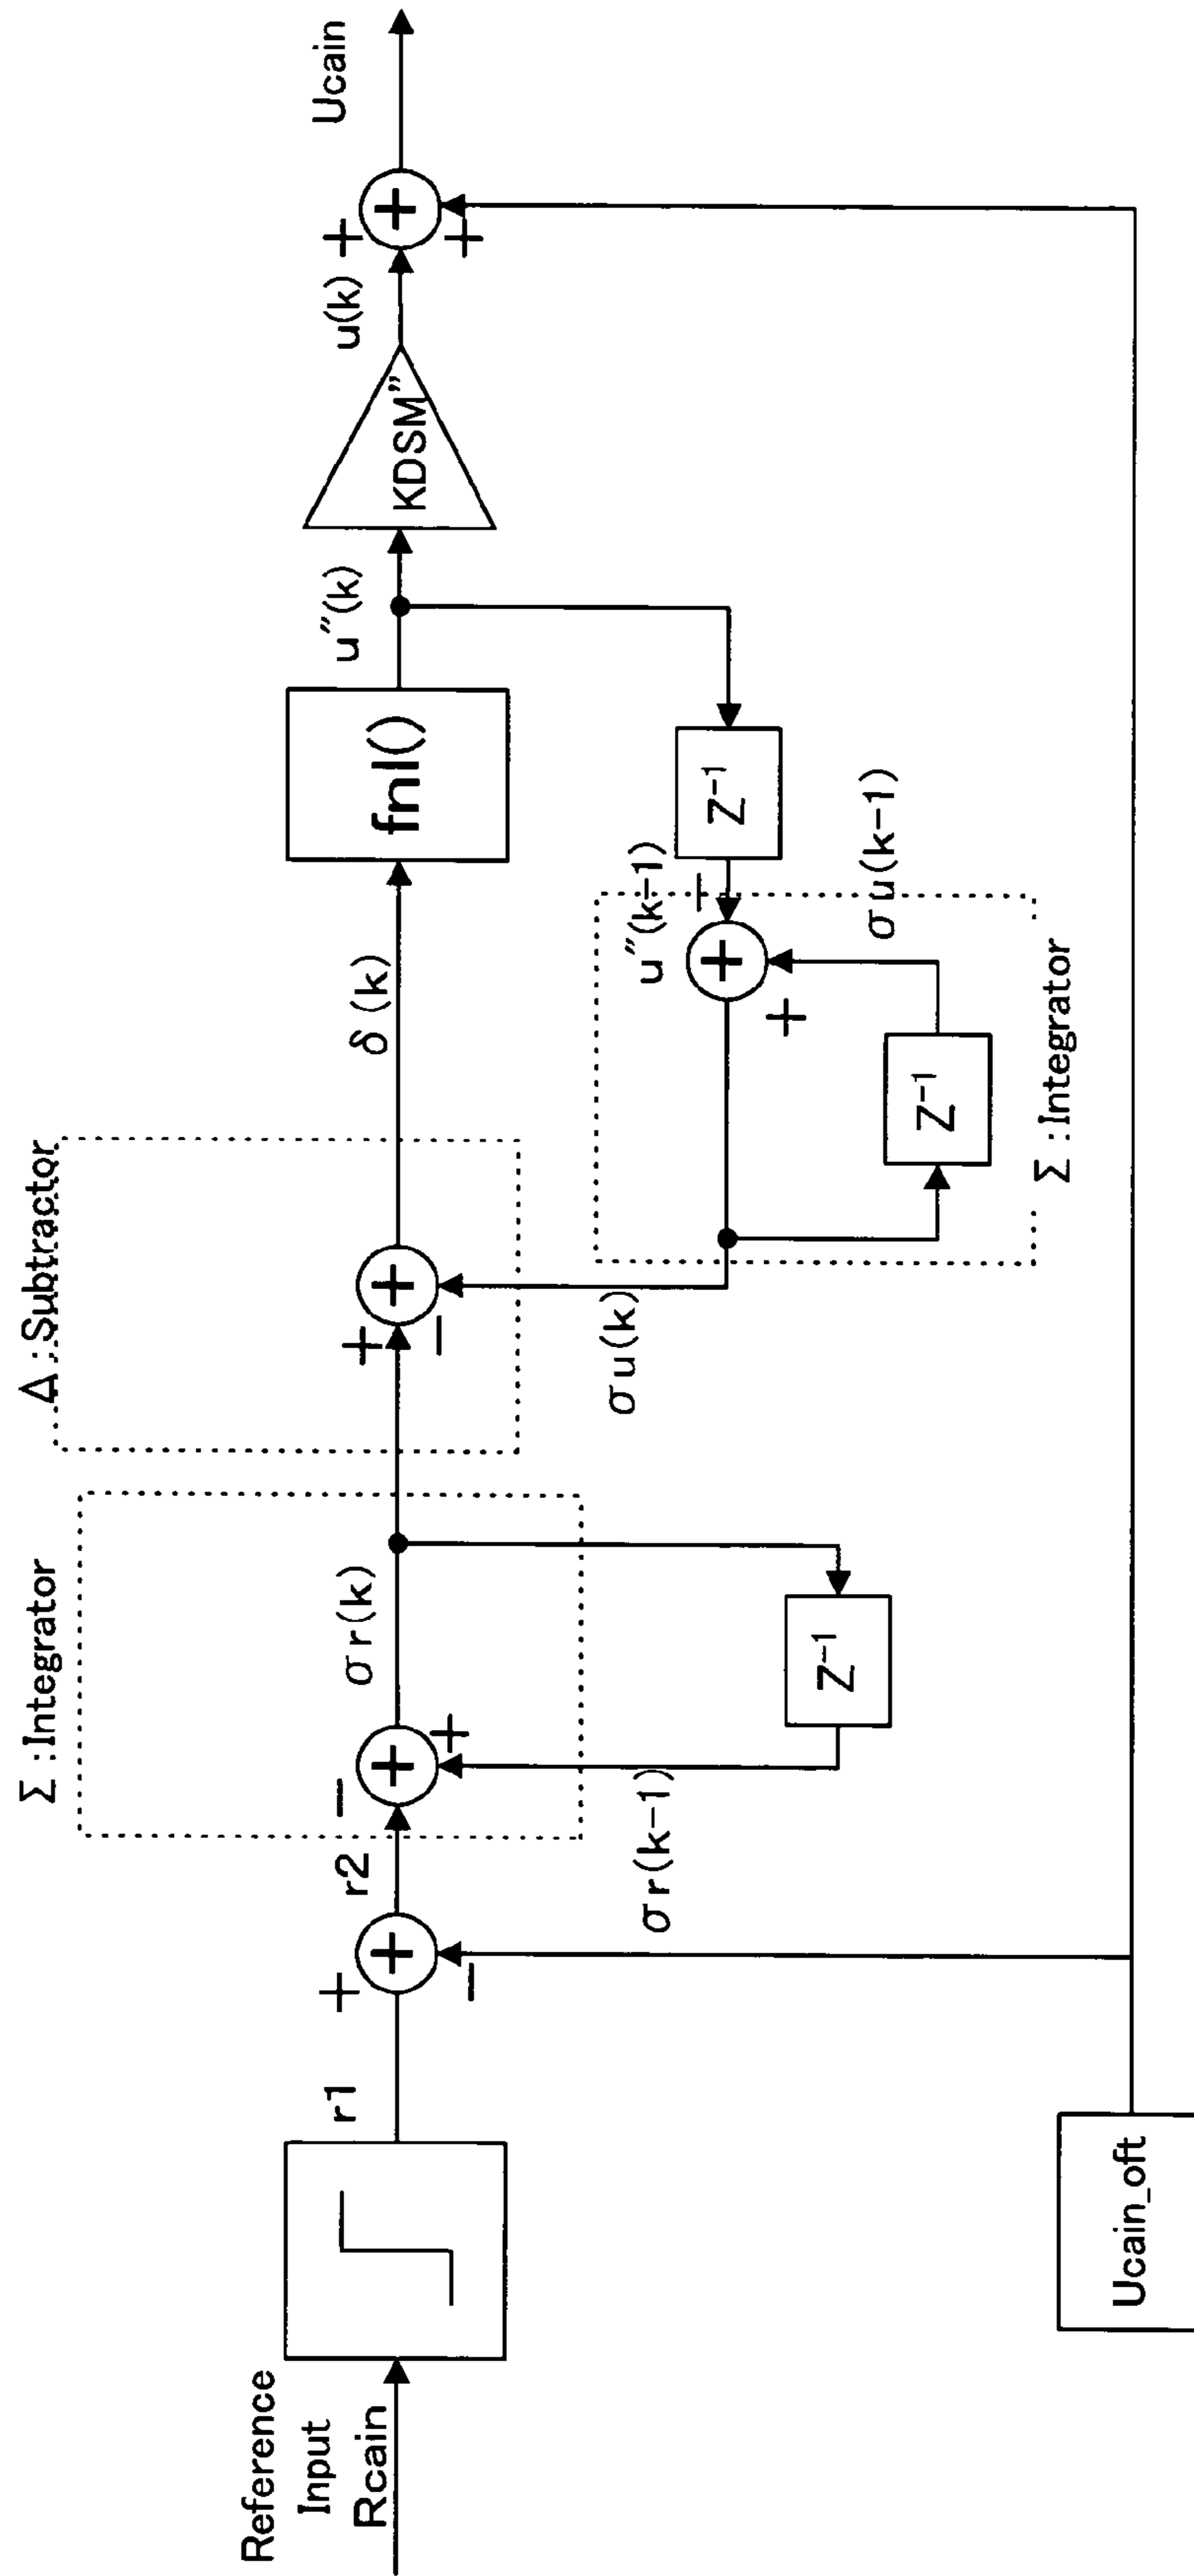 Reference
Input
Rcain
r1
+
+
−
r2
Σ :Integrator
−
+
+
σr(k)
σr(k-1)
Z⁻¹
Δ :Subtractor
+
+
−
δ(k)
σu(k)
fnl()
u″(k)
Z⁻¹
u″(k-1)
−
+
+
σu(k-1)
Z⁻¹
Σ :Integrator
KDSM”
u(k)
+
+
+
Ucain
Ucain_oft